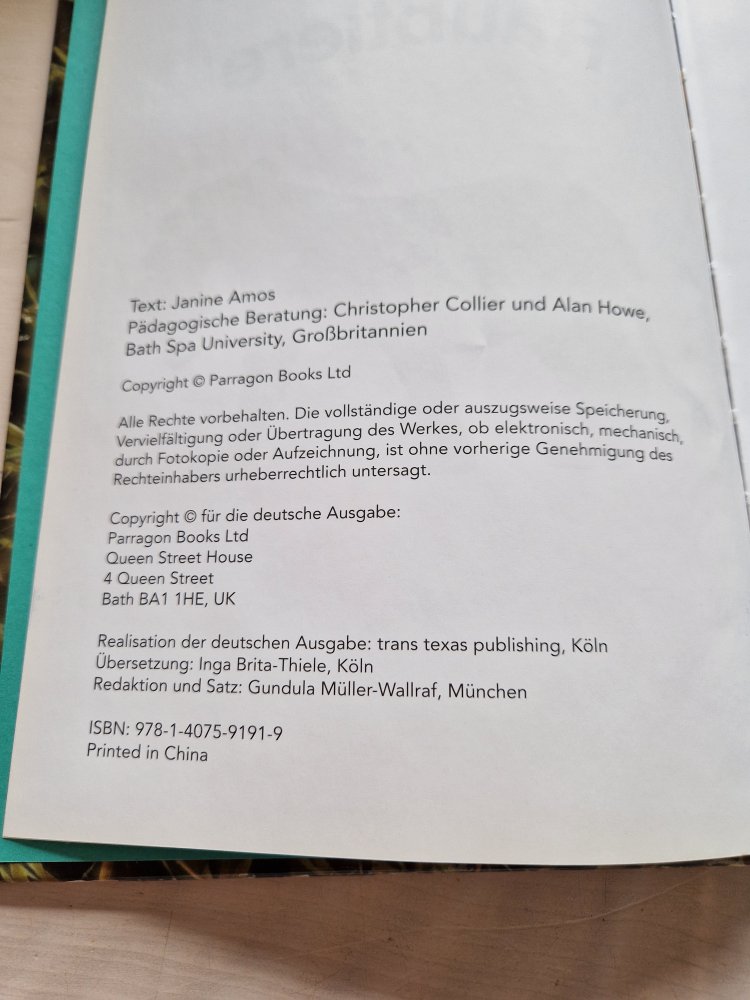 Text: Janine Amos
Pädagogische Beratung: Christopher Collier und Alan Howe,
Bath Spa University, Großbritannien
Copyright © Parragon Books Ltd
Alle Rechte vorbehalten. Die vollständige oder auszugsweise Speicherung,
Vervielfältigung oder Übertragung des Werkes, ob elektronisch, mechanisch,
durch Fotokopie oder Aufzeichnung, ist ohne vorherige Genehmigung des
Rechteinhabers urheberrechtlich untersagt.
Copyright © für die deutsche Ausgabe:
Parragon Books Ltd
Queen Street House
4 Queen Street
Bath BA1 1HE, UK
Realisation der deutschen Ausgabe: trans texas publishing, Köln
Übersetzung: Inga Brita-Thiele, Köln
Redaktion und Satz: Gundula Müller-Wallraf, München
ISBN: 978-1-4075-9191-9
Printed in China